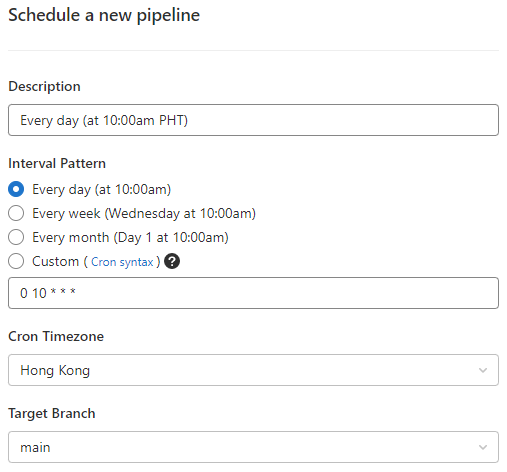 Schedule a new pipeline
Description
Every day (at 10:00am PHT)
Interval Pattern
Every day (at 10:00am)
Every week (Wednesday at 10:00am)
Every month (Day 1 at 10:00am)
Custom ( Cron syntax ) ?
0 10 * * *
Cron Timezone
Hong Kong
Target Branch
main